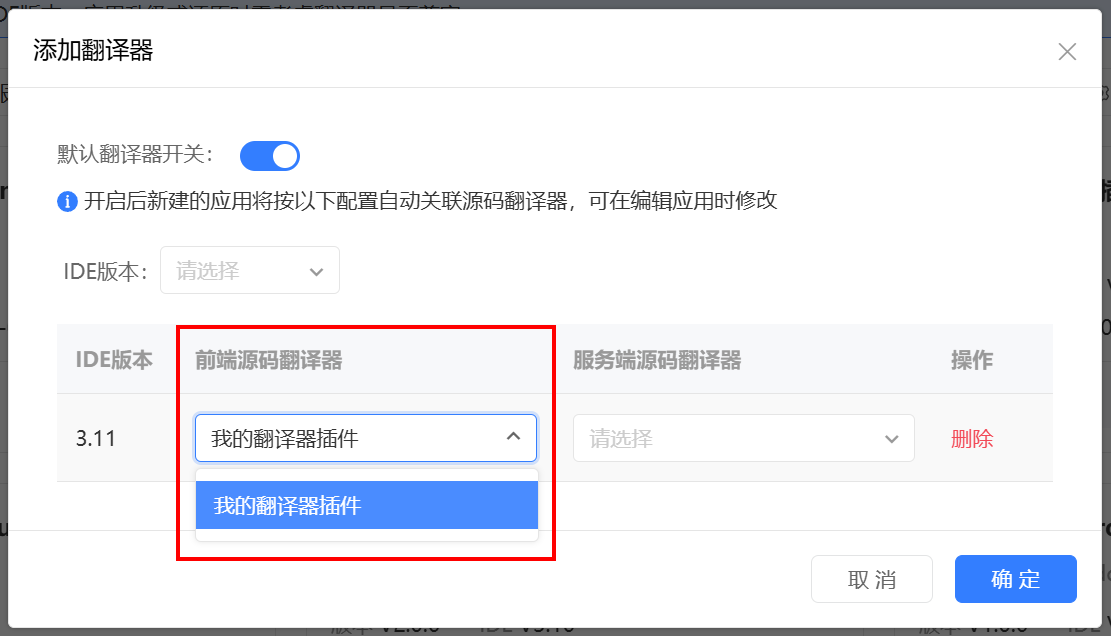 添加翻译器
默认翻译器开关：
开启后新建的应用将按以下配置自动关联源码翻译器，可在编辑应用时修改
IDE版本：
请选择
IDE版本 前端源码翻译器 服务端源码翻译器 操作
3.11 我的翻译器插件 请选择 删除
我的翻译器插件
取消 确定